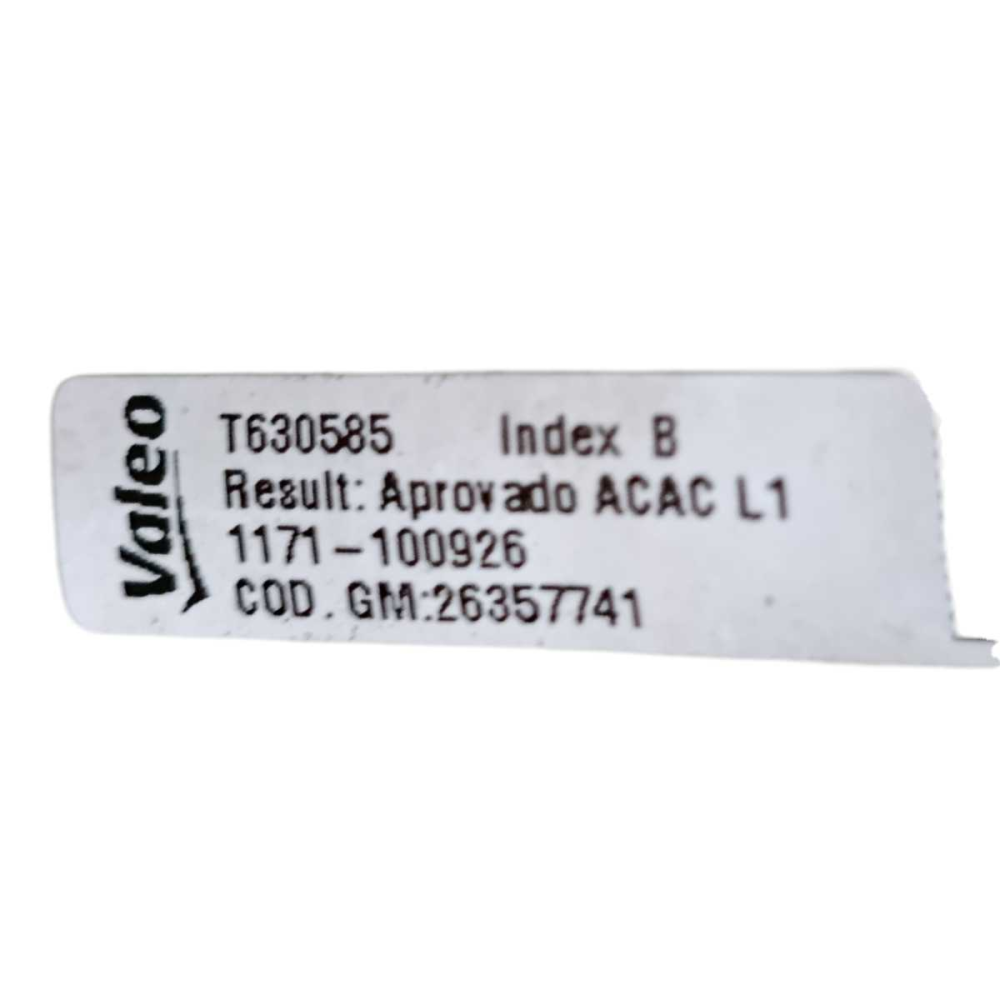 Valeo
T630585 Index B
Result: Aprovado ACAC L1
1171-100926
COD. GM:26357741